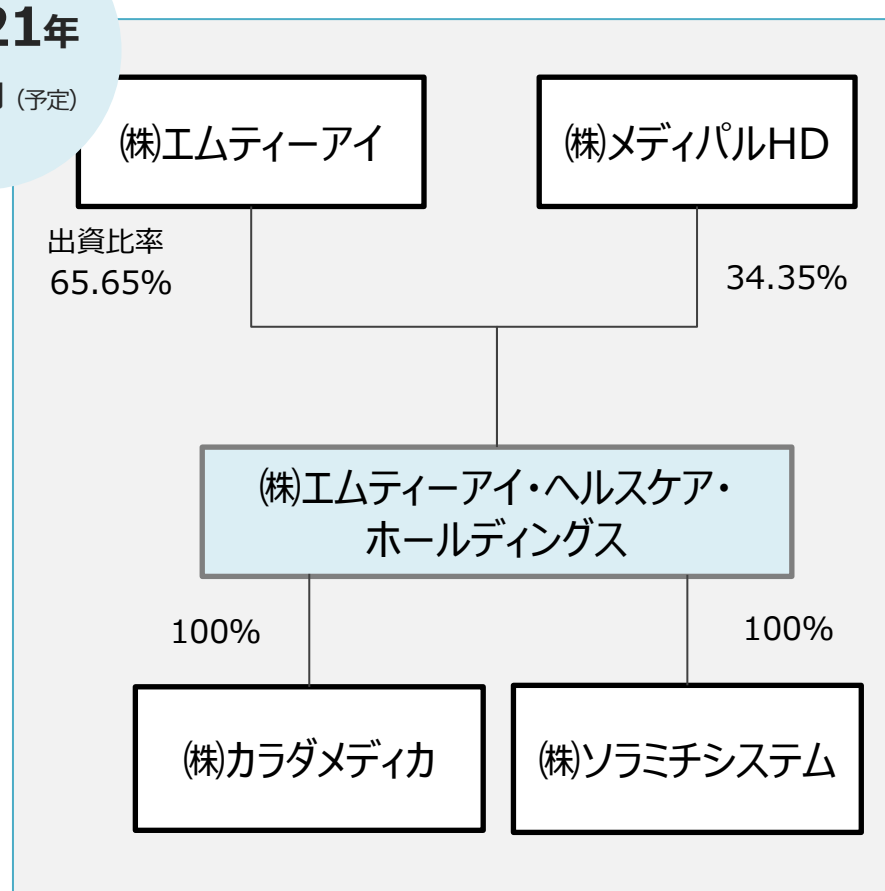 21年
(予定)
㈱エムティーアイ
㈱メディパルHD
出資比率
65.65%
34.35%
㈱エムティーアイ・ヘルスケア・
ホールディングス
100%
100%
㈱カラダメディカ
㈱ソラミチシステム